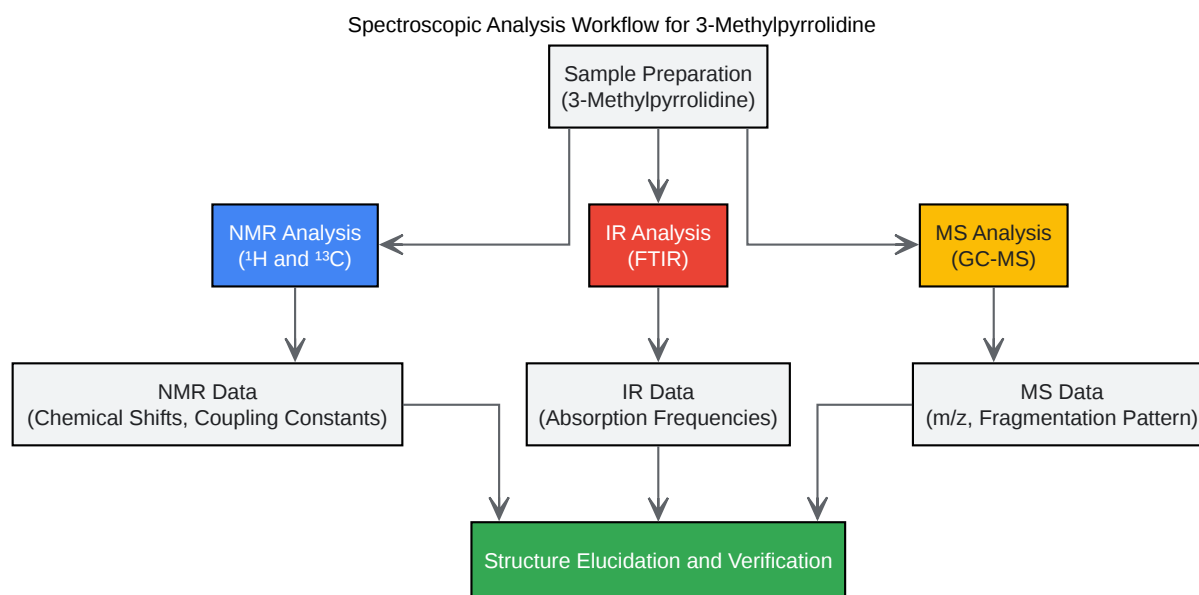 Spectroscopic Analysis Workflow for 3-Methylpyrrolidine
Sample Preparation
(3-Methylpyrrolidine)
NMR Analysis
(¹H and ¹³C)
IR Analysis
(FTIR)
MS Analysis
(GC-MS)
NMR Data
(Chemical Shifts, Coupling Constants)
IR Data
(Absorption Frequencies)
MS Data
(m/z, Fragmentation Pattern)
Structure Elucidation and Verification